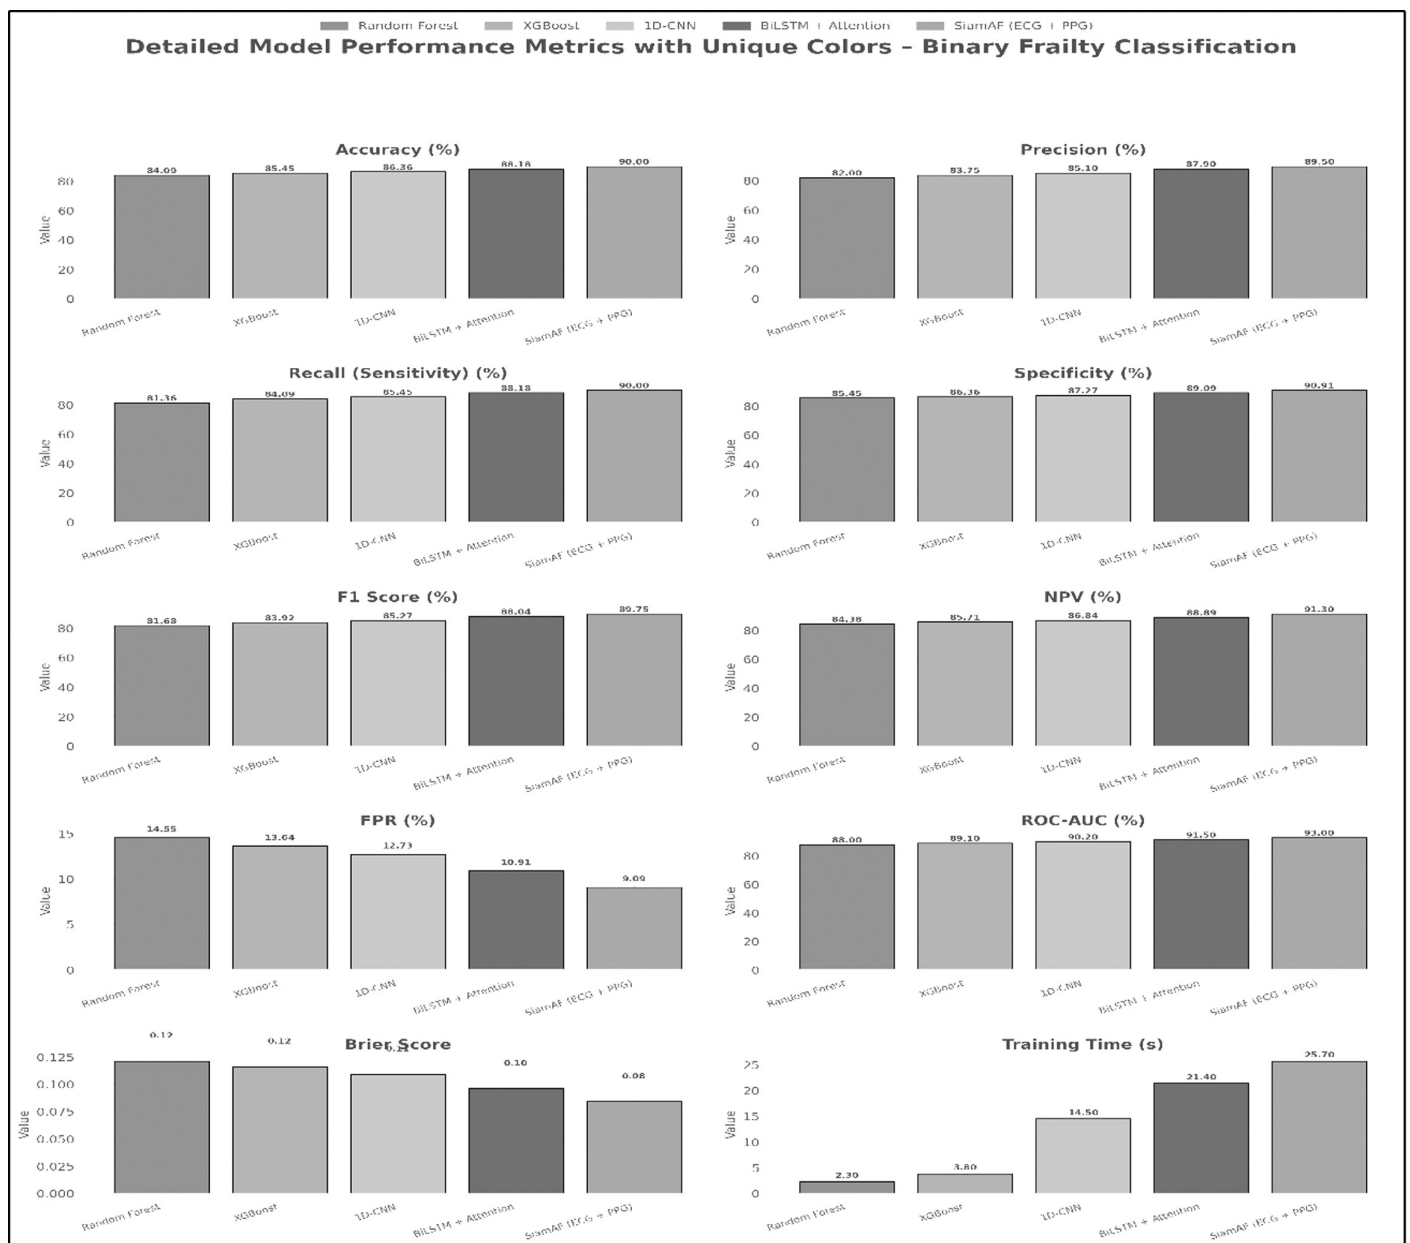 Random Forest XGBoost 1D-CNN BiLSTM + Attention SiamAF (ECG + PPG)
Detailed Model Performance Metrics with Unique Colors – Binary Frailty Classification
Accuracy (%)
Value
80
60
40
20
0
84.09 85.45 86.36 88.18 90.00
Random Forest XGBoost 1D-CNN BiLSTM + Attention SiamAF (ECG + PPG)
Precision (%)
Value
80
60
40
20
0
82.00 83.75 85.10 87.90 89.50
Random Forest XGBoost 1D-CNN BiLSTM + Attention SiamAF (ECG + PPG)
Recall (Sensitivity) (%)
Value
80
60
40
20
0
81.36 84.09 85.45 88.18 90.00
Random Forest XGBoost 1D-CNN BiLSTM + Attention SiamAF (ECG + PPG)
Specificity (%)
Value
80
60
40
20
0
85.45 86.36 87.27 89.09 90.91
Random Forest XGBoost 1D-CNN BiLSTM + Attention SiamAF (ECG + PPG)
F1 Score (%)
Value
80
60
40
20
0
81.68 83.92 85.27 88.04 89.75
Random Forest XGBoost 1D-CNN BiLSTM + Attention SiamAF (ECG + PPG)
NPV (%)
Value
80
60
40
20
0
84.38 85.71 86.84 88.89 91.30
Random Forest XGBoost 1D-CNN BiLSTM + Attention SiamAF (ECG + PPG)
FPR (%)
Value
15
10
5
0
14.55 13.64 12.73 10.91 9.09
Random Forest XGBoost 1D-CNN BiLSTM + Attention SiamAF (ECG + PPG)
ROC-AUC (%)
Value
80
60
40
20
0
88.00 89.10 90.20 91.50 93.00
Random Forest XGBoost 1D-CNN BiLSTM + Attention SiamAF (ECG + PPG)
Brier Score
Value
0.125
0.100
0.075
0.050
0.025
0.000
0.12 0.12 0.11 0.10 0.08
Random Forest XGBoost 1D-CNN BiLSTM + Attention SiamAF (ECG + PPG)
Training Time (s)
Value
25
20
15
10
5
0
2.30 3.80 14.50 21.40 25.70
Random Forest XGBoost 1D-CNN BiLSTM + Attention SiamAF (ECG + PPG)